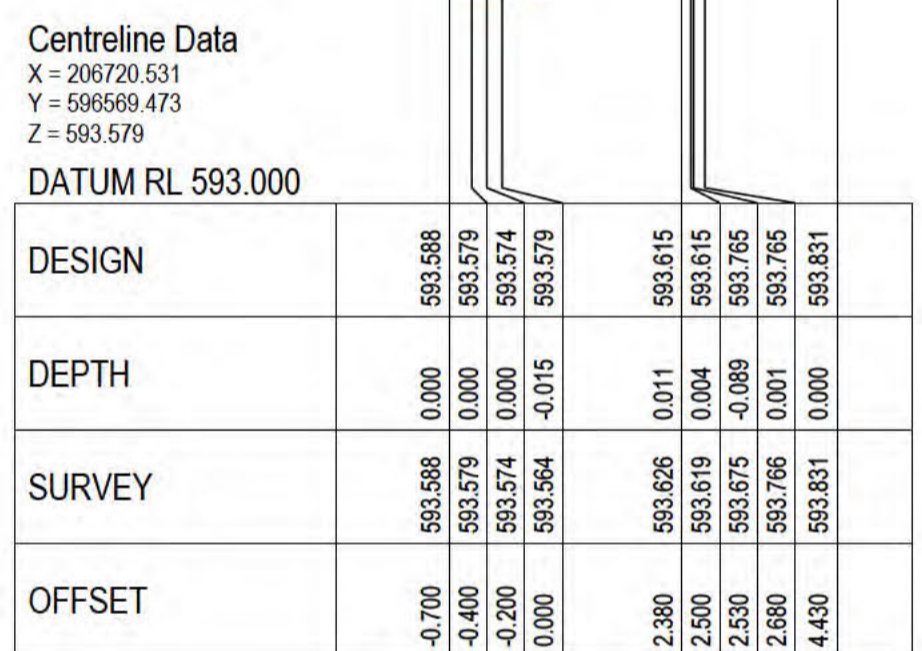 Centreline Data
X = 206720.531
Y = 596569.473
Z = 593.579
DATUM RL 593.000
DESIGN 593.588 593.579 593.574 593.579 593.615 593.615 593.765 593.765 593.831
DEPTH 0.000 0.000 0.000 -0.015 0.011 0.004 -0.089 0.001 0.000
SURVEY 593.588 593.579 593.574 593.564 593.626 593.619 593.675 593.766 593.831
OFFSET -0.700 -0.400 -0.200 0.000 2.380 2.500 2.530 2.680 4.430